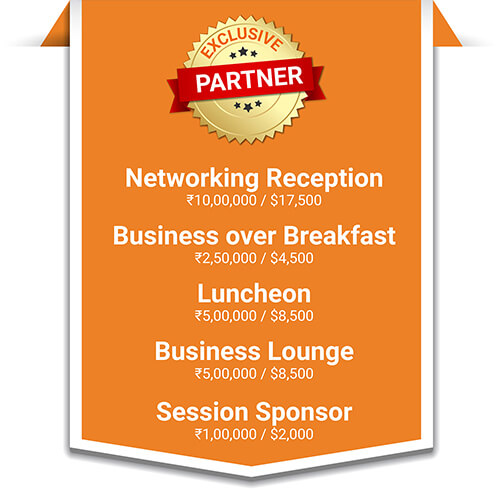 EXCLUSIVE
PARTNER
Networking Reception
₹10,00,000 / $17,500
Business over Breakfast
₹2,50,000 / $4,500
Luncheon
₹5,00,000 / $8,500
Business Lounge
₹5,00,000 / $8,500
Session Sponsor
₹1,00,000 / $2,000